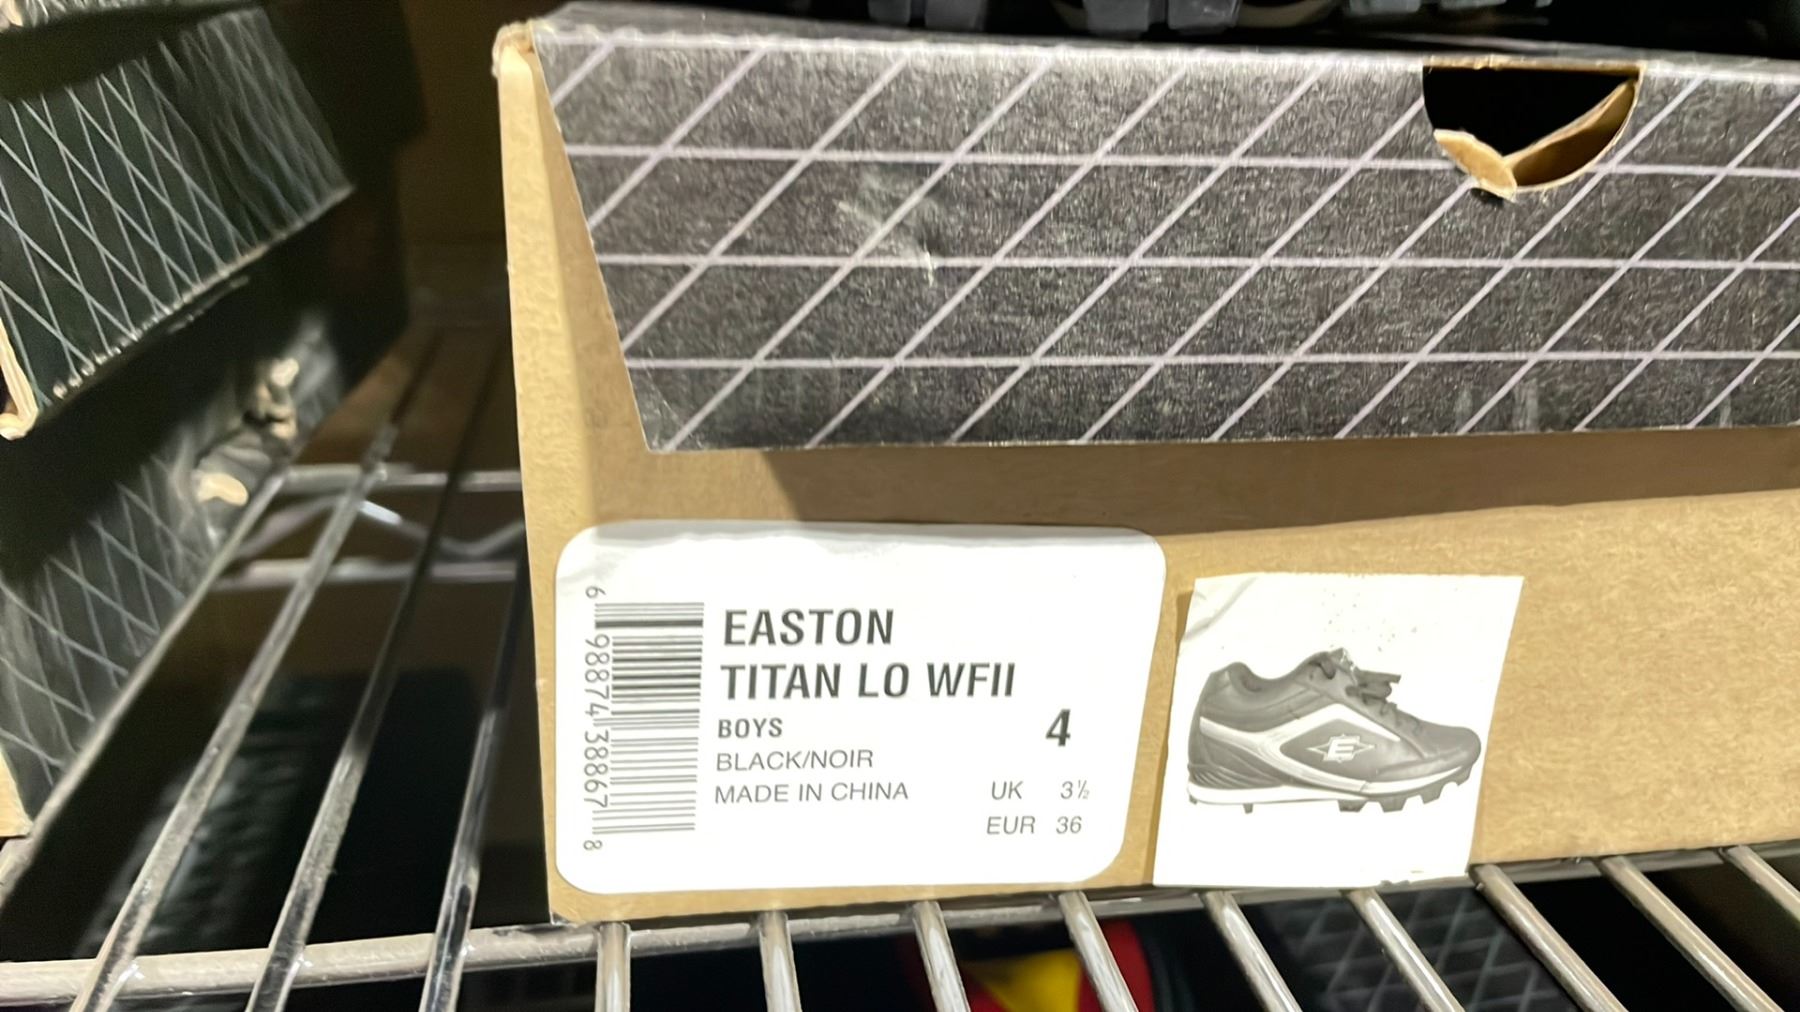 EASTON
TITAN LO WFII
BOYS 4
BLACK/NOIR
MADE IN CHINA
UK 3½
EUR 36
6 98874 38867 8
E